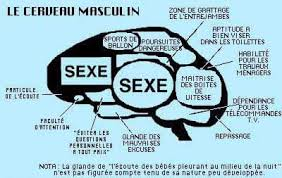 LE CERVEAU MASCULIN
ZONE DE GRATTAGE
DE L'ENTREJAMBES
APTITUDE A
BIEN VISER
DANS LES TOILETTES
SPORTS DE
BALLON
POURSUITES
DANGEREUSES
HABILETÉ
POUR LES
TRAVAUX
MÉNAGERS
SEXE
SEXE
MAITRISE
DES BOITES
DE
VITESSE
PARTICULE
DE L'ÉCOUTE
DÉPENDANCE
POUR LES
TÉLÉCOMMANDES
T.V.
FACULTÉ
D'ATTENTION
"ÉVITER LES
QUESTIONS
PERSONNELLES
A TOUT PRIX"
GLANDE DES
MAUVAISES
EXCUSES
REPASSAGE
NOTA : La glande de "l'écoute des bébés pleurant au milieu de la nuit"
n'est pas figurée compte tenu de sa nature peu développée.